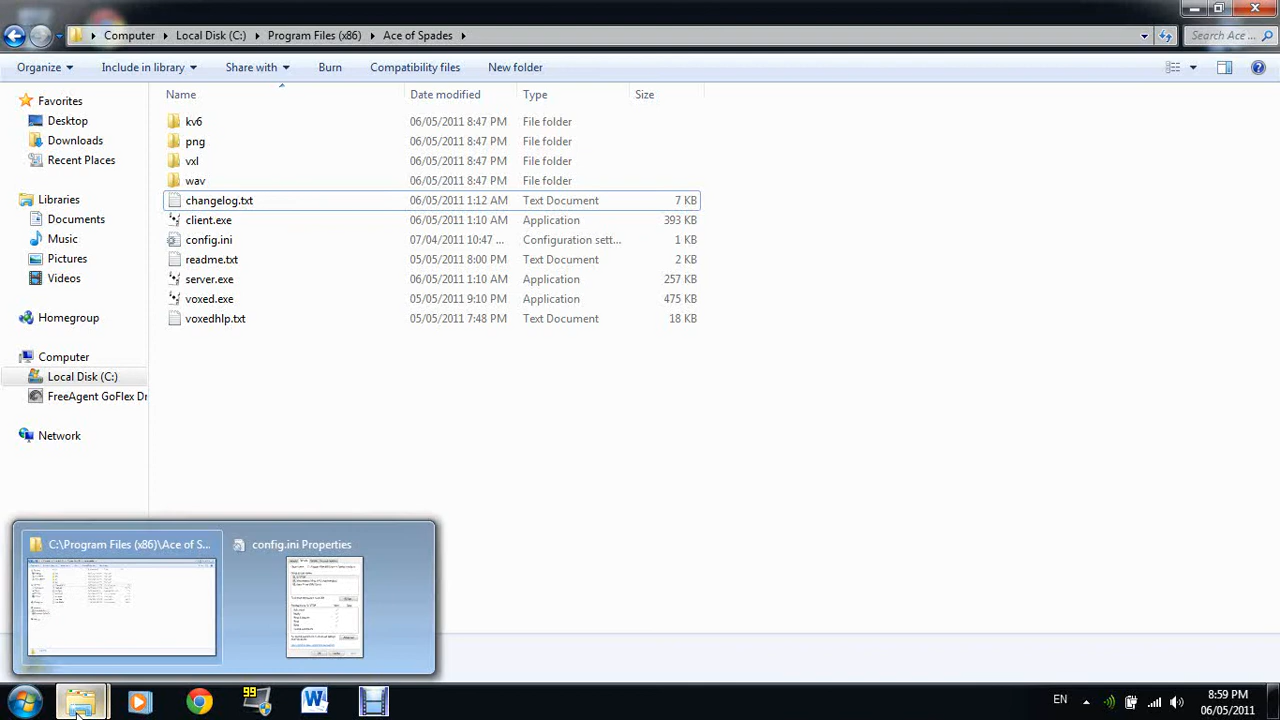 Computer Local Disk (C:) Program Files (x86) Ace of Spades
Search Ace ...
Organize Include in library Share with Burn Compatibility files New folder
Name Date modified Type Size
Favorites
Desktop
Downloads
Recent Places
Libraries
Documents
Music
Pictures
Videos
Homegroup
Computer
Local Disk (C:)
FreeAgent GoFlex Dr
Network
kv6 06/05/2011 8:47 PM File folder
png 06/05/2011 8:47 PM File folder
vxl 06/05/2011 8:47 PM File folder
wav 06/05/2011 8:47 PM File folder
changelog.txt 06/05/2011 1:12 AM Text Document 7 KB
client.exe 06/05/2011 1:10 AM Application 393 KB
config.ini 07/04/2011 10:47 ... Configuration sett... 1 KB
readme.txt 05/05/2011 8:00 PM Text Document 2 KB
server.exe 06/05/2011 1:10 AM Application 257 KB
voxed.exe 05/05/2011 9:10 PM Application 475 KB
voxedhlp.txt 05/05/2011 7:48 PM Text Document 18 KB
C:\Program Files (x86)\Ace of S... config.ini Properties
99
W
EN
8:59 PM
06/05/2011